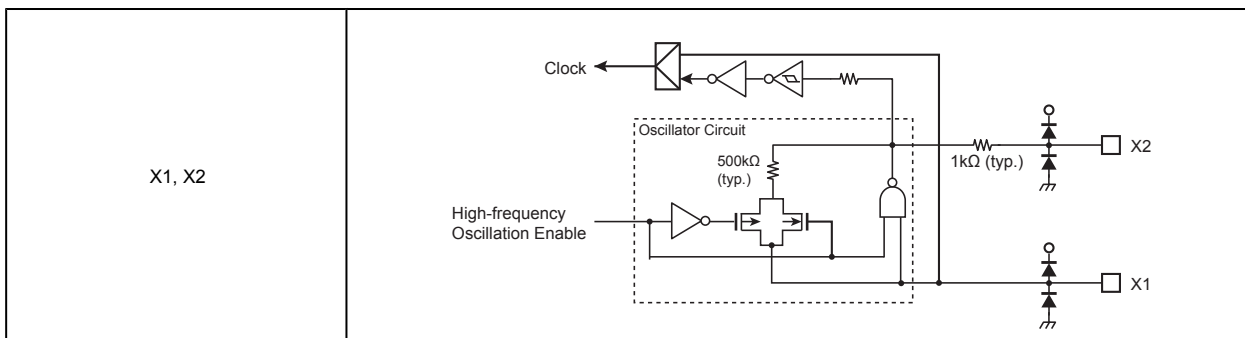 X1, X2
Clock
Oscillator Circuit
500kΩ
(typ.)
1kΩ (typ.)
X2
High-frequency
Oscillation Enable
X1